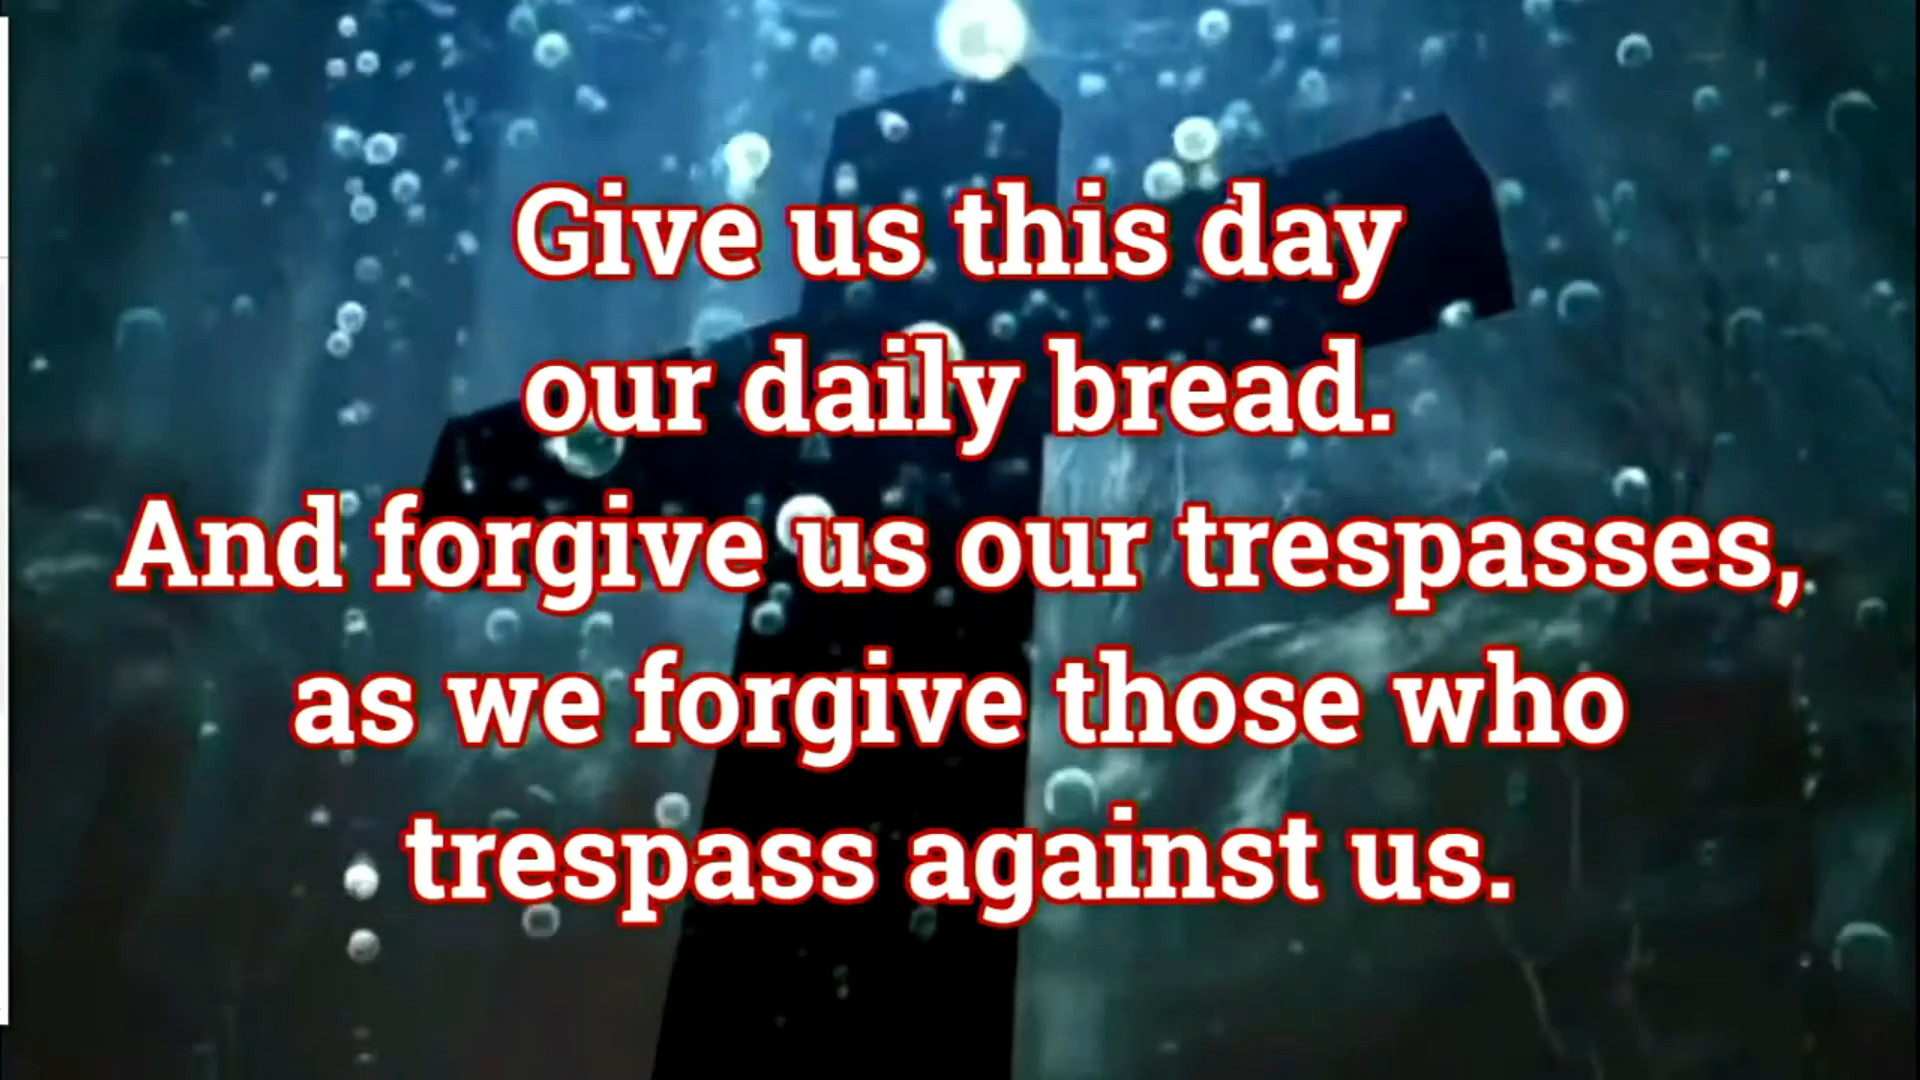 Give us this day
our daily bread.
And forgive us our trespasses,
as we forgive those who
trespass against us.